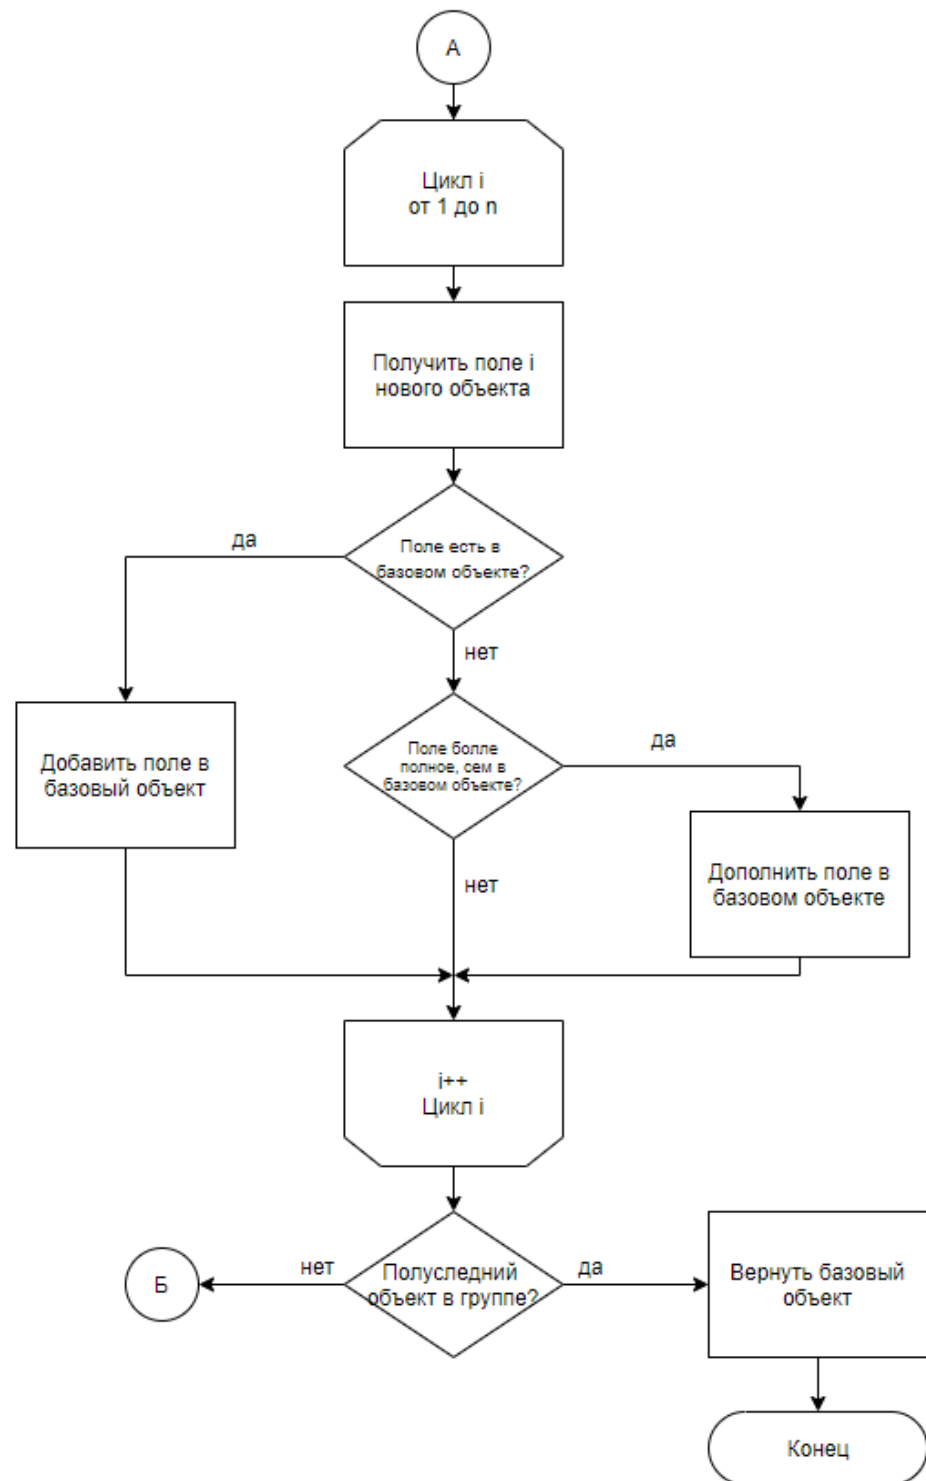 А
Цикл i
от 1 до n
Получить поле i
нового объекта
да
Поле есть в
базовом объекте?
нет
Добавить поле в
базовый объект
Поле болле
полное, сем в
базовом объекте?
да
нет
Дополнить поле в
базовом объекте
i++
Цикл i
Б
нет
Полуследний
объект в группе?
да
Вернуть базовый
объект
Конец